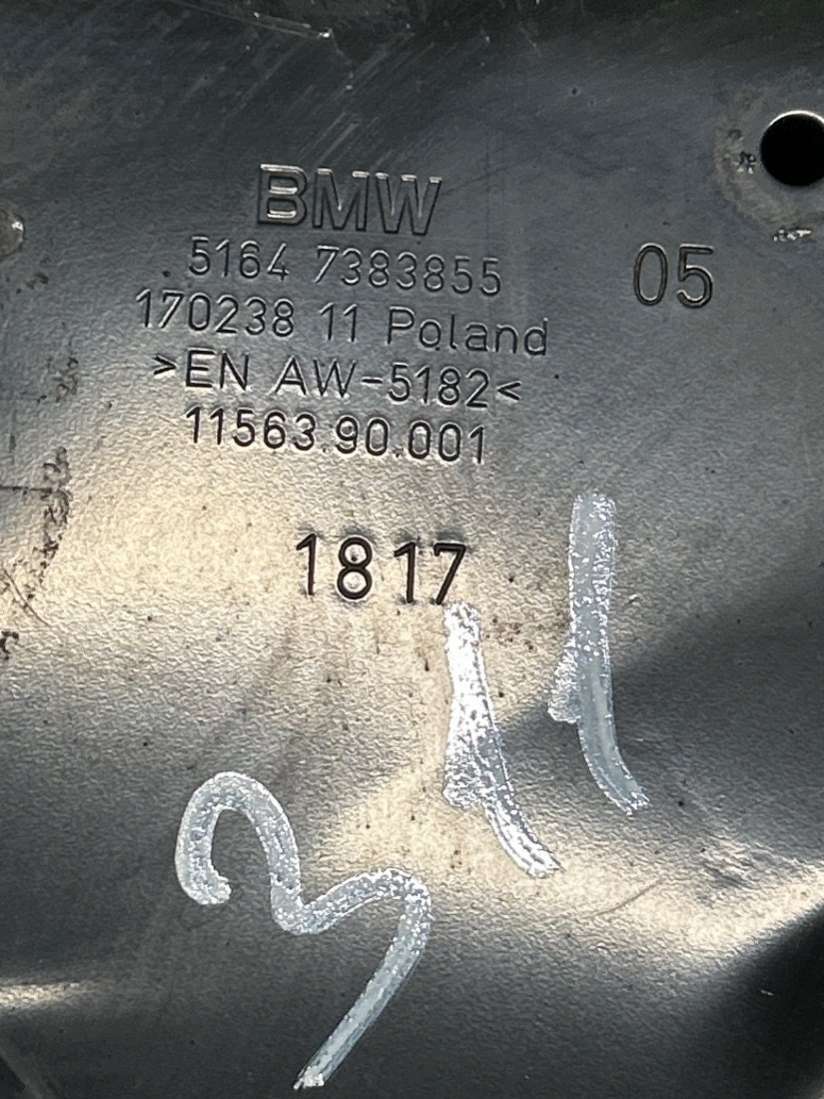 BMW
5164 7383855
05
170238 11 Poland
>EN AW-5182<
11563.90.001
1817
311